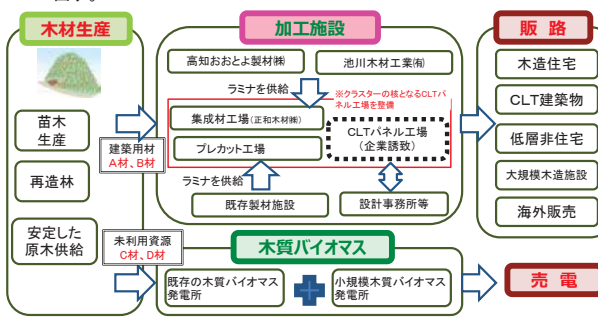 木材生産
苗木
生産
再造林
安定した
原木供給
建築用材
A材、B材
未利用資源
C材、D材
加工施設
高知おおとよ製材㈱
池川木材工業㈲
ラミナを供給
※クラスターの核となるCLTパ
ネル工場を整備
集成材工場(正和木材㈱)
プレカット工場
CLTパネル工場
(企業誘致)
ラミナを供給
既存製材施設
設計事務所等
木質バイオマス
既存の木質バイオマス
発電所
小規模木質バイオマス
発電所
販路
木造住宅
CLT建築物
低層非住宅
大規模木造施設
海外販売
売電